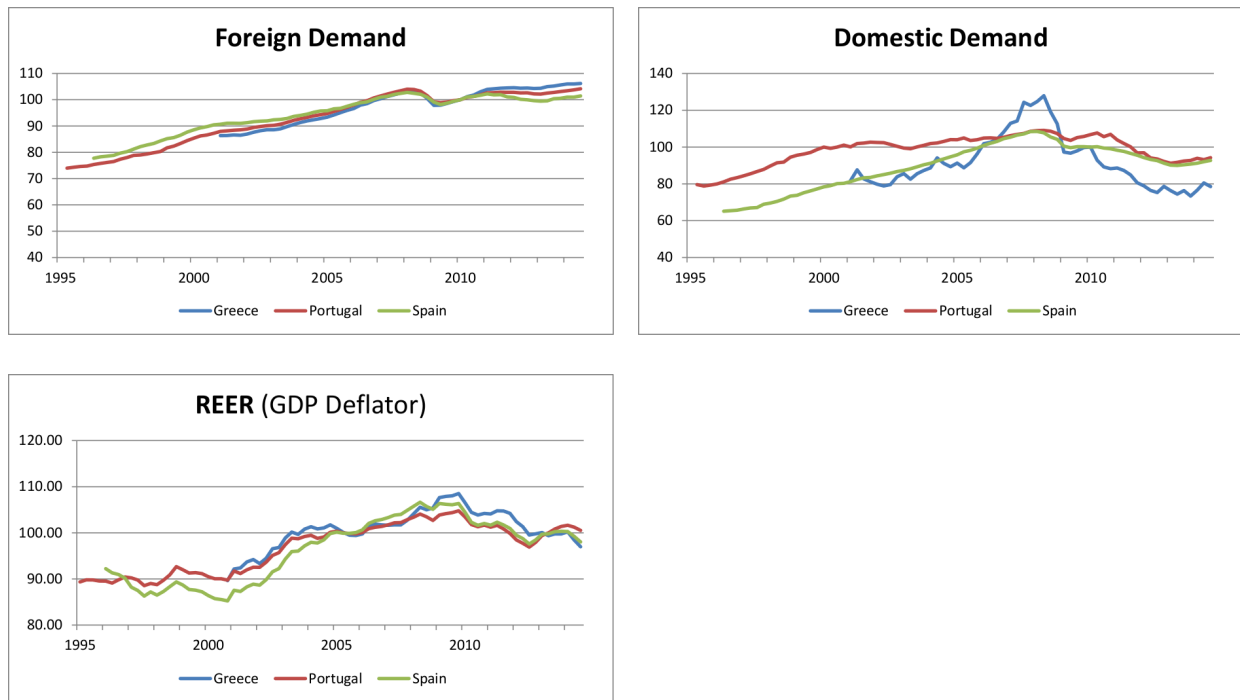 Foreign Demand
110
100
90
80
70
60
50
40
1995 2000 2005 2010
Greece Portugal Spain
Domestic Demand
140
120
100
80
60
40
1995 2000 2005 2010
Greece Portugal Spain
REER (GDP Deflator)
120.00
110.00
100.00
90.00
80.00
1995 2000 2005 2010
Greece Portugal Spain